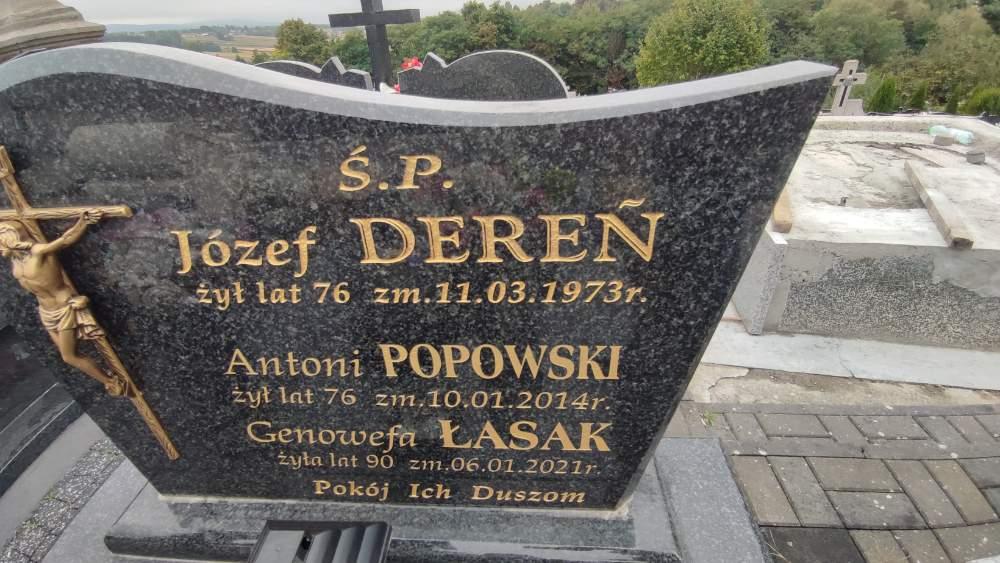 Ś.P.
Józef DEREÑ
żył lat 76 zm.11.03.1973r.
Antoni POPOWSKI
żył lat 76 zm.10.01.2014r.
Genowefa ŁASAK
żyła lat 90 zm.06.01.2021r.
Pokój Ich Duszom